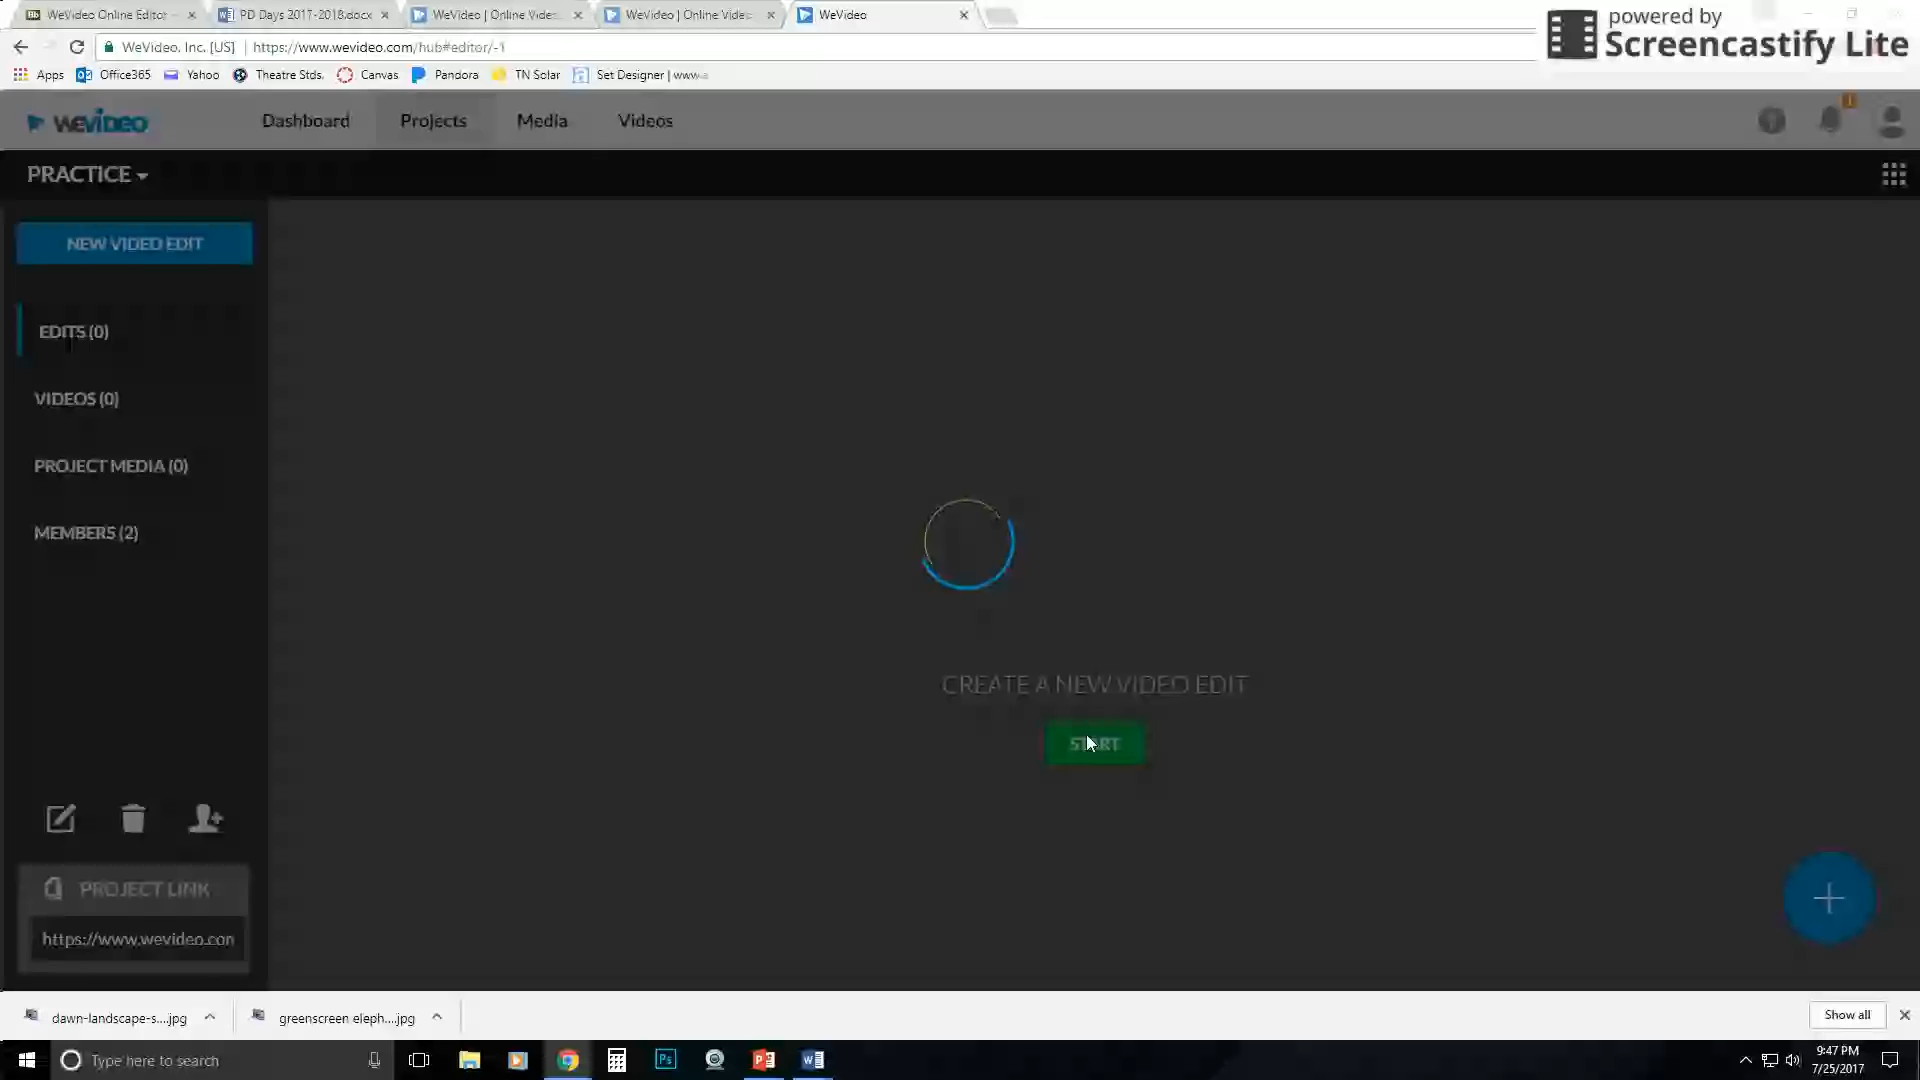 WeVideo Online Editor -
PD Days 2017-2018.docx
WeVideo | Online Vide
WeVideo | Online Vide
WeVideo
powered by
Screencastify Lite
WeVideo, Inc. [US] | https://www.wevideo.com/hub#editor/-1
Apps Office365 Yahoo Theatre Stds. Canvas Pandora TN Solar Set Designer | www.a
WEVIDEO Dashboard Projects Media Videos
PRACTICE
NEW VIDEO EDIT
EDITS (0)
VIDEOS (0)
PROJECT MEDIA (0)
MEMBERS (2)
CREATE A NEW VIDEO EDIT
START
PROJECT LINK
https://www.wevideo.con
dawn-landscape-s....jpg
greenscreen eleph....jpg
Show all
Type here to search
9:47 PM
7/25/2017